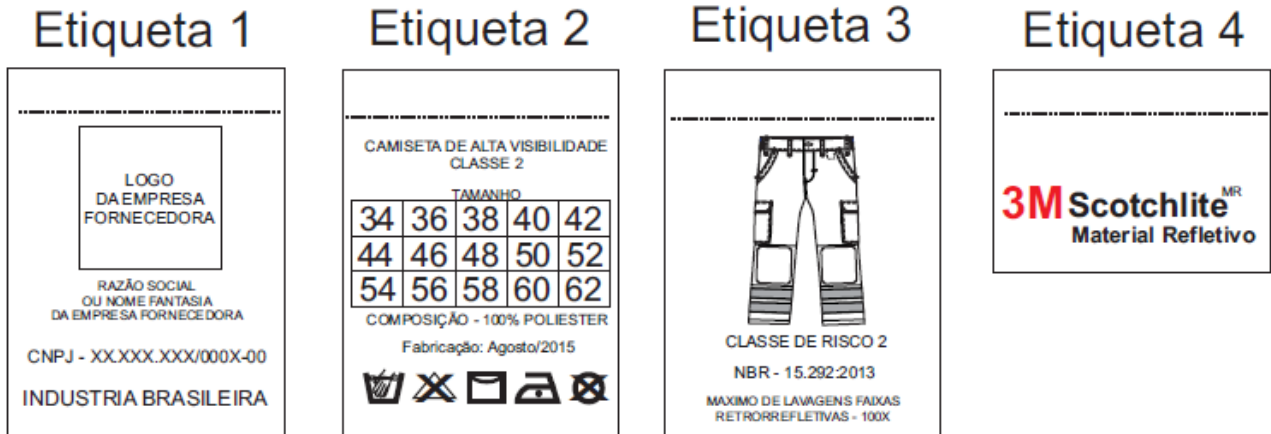 Etiqueta 1
LOGO
DA EMPRESA
FORNECEDORA
RAZÃO SOCIAL
OU NOME FANTASIA
DA EMPRESA FORNECEDORA
CNPJ - XX.XXX.XXX/000X-00
INDUSTRIA BRASILEIRA
Etiqueta 2
CAMISETA DE ALTA VISIBILIDADE
CLASSE 2
TAMANHO
34 36 38 40 42
44 46 48 50 52
54 56 58 60 62
COMPOSIÇÃO - 100% POLIESTER
Fabricação: Agosto/2015
Etiqueta 3
CLASSE DE RISCO 2
NBR - 15.292:2013
MAXIMO DE LAVAGENS FAIXAS
RETRORREFLETIVAS - 100X
Etiqueta 4
3M Scotchlite MR
Material Refletivo